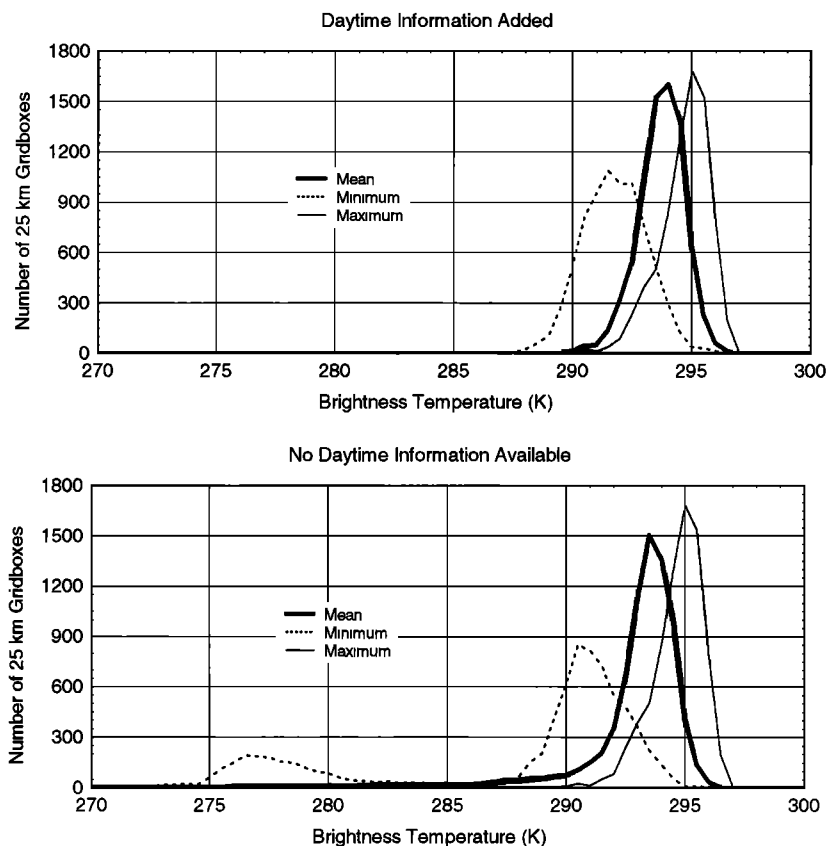 Daytime Information Added
1800
1500
1200
900
600
300
0
Number of 25 km Gridboxes
Mean
Minimum
Maximum
270 275 280 285 290 295 300
Brightness Temperature (K)
No Daytime Information Available
1800
1500
1200
900
600
300
0
Number of 25 km Gridboxes
Mean
Minimum
Maximum
270 275 280 285 290 295 300
Brightness Temperature (K)